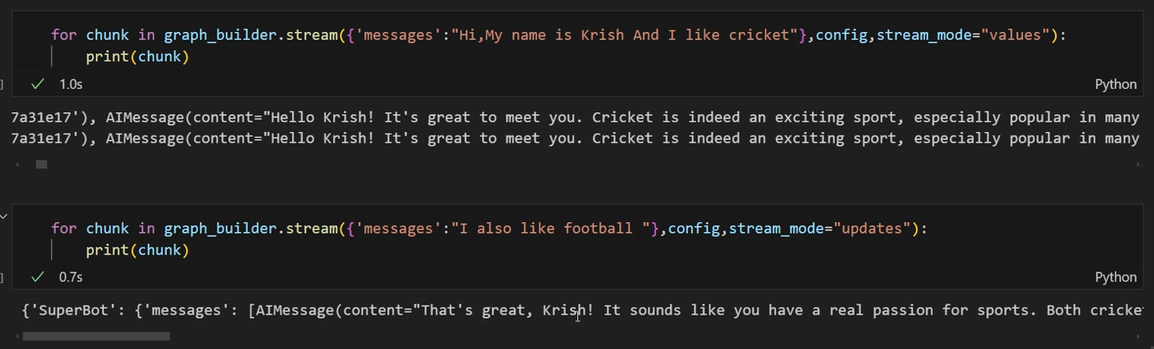 for chunk in graph_builder.stream({'messages':"Hi,My name is Krish And I like cricket"},config,stream_mode="values"):
print(chunk)
] ✓ 1.0s Python
7a31e17'), AIMessage(content="Hello Krish! It's great to meet you. Cricket is indeed an exciting sport, especially popular in many
7a31e17'), AIMessage(content="Hello Krish! It's great to meet you. Cricket is indeed an exciting sport, especially popular in many
for chunk in graph_builder.stream({'messages':"I also like football "},config,stream_mode="updates"):
print(chunk)
] ✓ 0.7s Python
{'SuperBot': {'messages': [AIMessage(content="That's great, Krish! It sounds like you have a real passion for sports. Both cricke